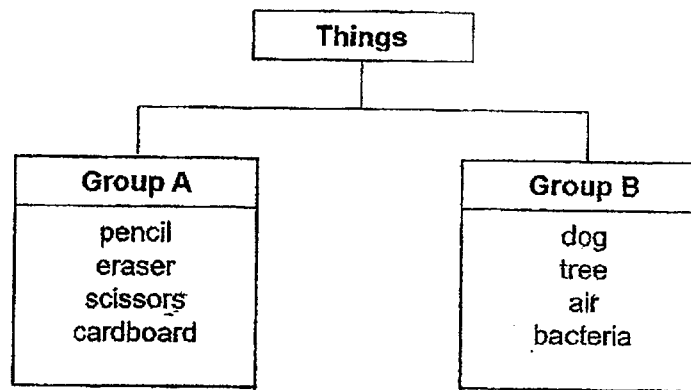 Things
Group A
pencil
eraser
scissors
cardboard
Group B
dog
tree
air
bacteria